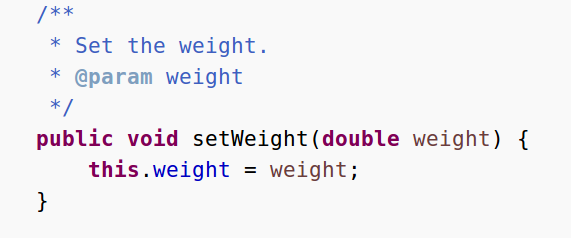 /**
 * Set the weight.
 * @param weight
 */
public void setWeight(double weight) {
    this.weight = weight;
}